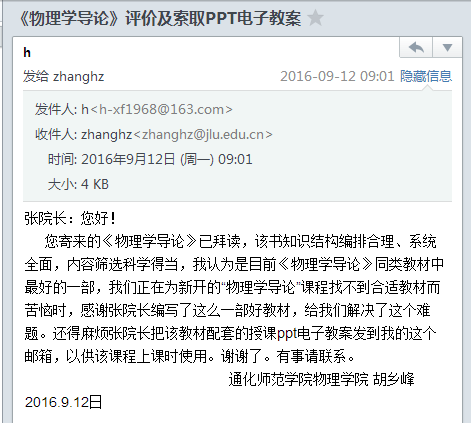 《物理学导论》评价及索取PPT电子教案
h
发给 zhanghz
2016-09-12 09:01 隐藏信息
发件人: h<h-xf1968@163.com>
收件人: zhanghz<zhanghz@jlu.edu.cn>
时间: 2016年9月12日 (周一) 09:01
大小: 4 KB
张院长：您好！
您寄来的《物理学导论》已拜读，该书知识结构编排合理、系统
全面，内容筛选科学得当，我认为是目前《物理学导论》同类教材中
最好的一部，我们正在为新开的“物理学导论”课程找不到合适教材而
苦恼时，感谢张院长编写了这么一部好教材，给我们解决了这个难
题。还得麻烦张院长把该教材配套的授课ppt电子教案发到我的这个
邮箱，以供该课程上课时使用。谢谢了。有事请联系。
通化师范学院物理学院 胡乡峰
2016.9.12日